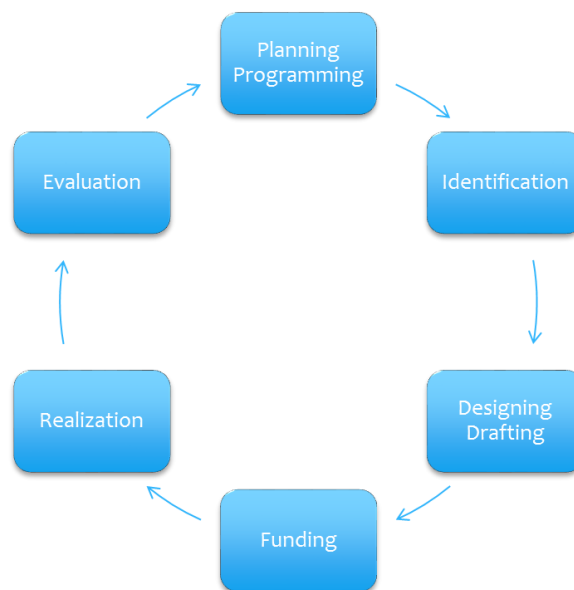 Planning
Programming
Identification
Designing
Drafting
Funding
Realization
Evaluation